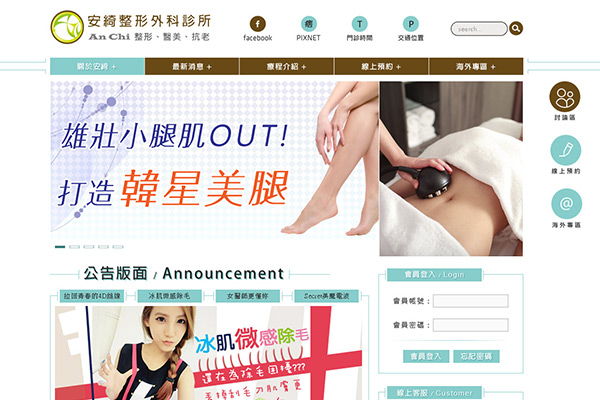 安綺整形外科診所
An Chi 整形、醫美、抗老
facebook
痞 PIXNET
T 門診時間
P 交通位置
search...
關於安綺 +
最新消息 +
療程介紹 +
線上預約 +
海外專區 +
雄壯小腿肌OUT!
打造 韓星美腿
討論區
線上預約
@
海外專區
公告版面 / Announcement
拉回青春的4D鈴鍊
冰肌微感除毛
女醫師更懂妳
Secret美魔電波
冰肌微感除毛
還在為除毛困擾???
會員登入 / Login
會員帳號：
會員密碼：
會員登入
忘記密碼
線上客服 / Customer